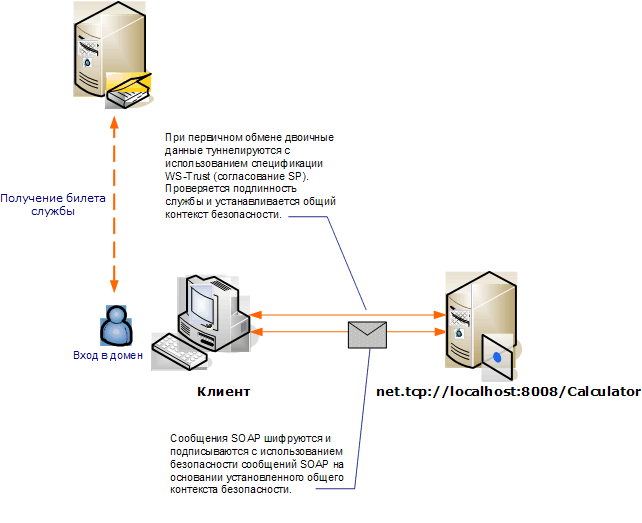 При первичном обмене двоичные
данные туннелируются с
использованием спецификации
WS-Trust (согласование SP).
Проверяется подлинность
службы и устанавливается общий
контекст безопасности.
Получение билета
службы
Вход в домен
Клиент
net.tcp://localhost:8008/Calculator
Сообщения SOAP шифруются и
подписываются с использованием
безопасности сообщений SOAP на
основании установленного общего
контекста безопасности.